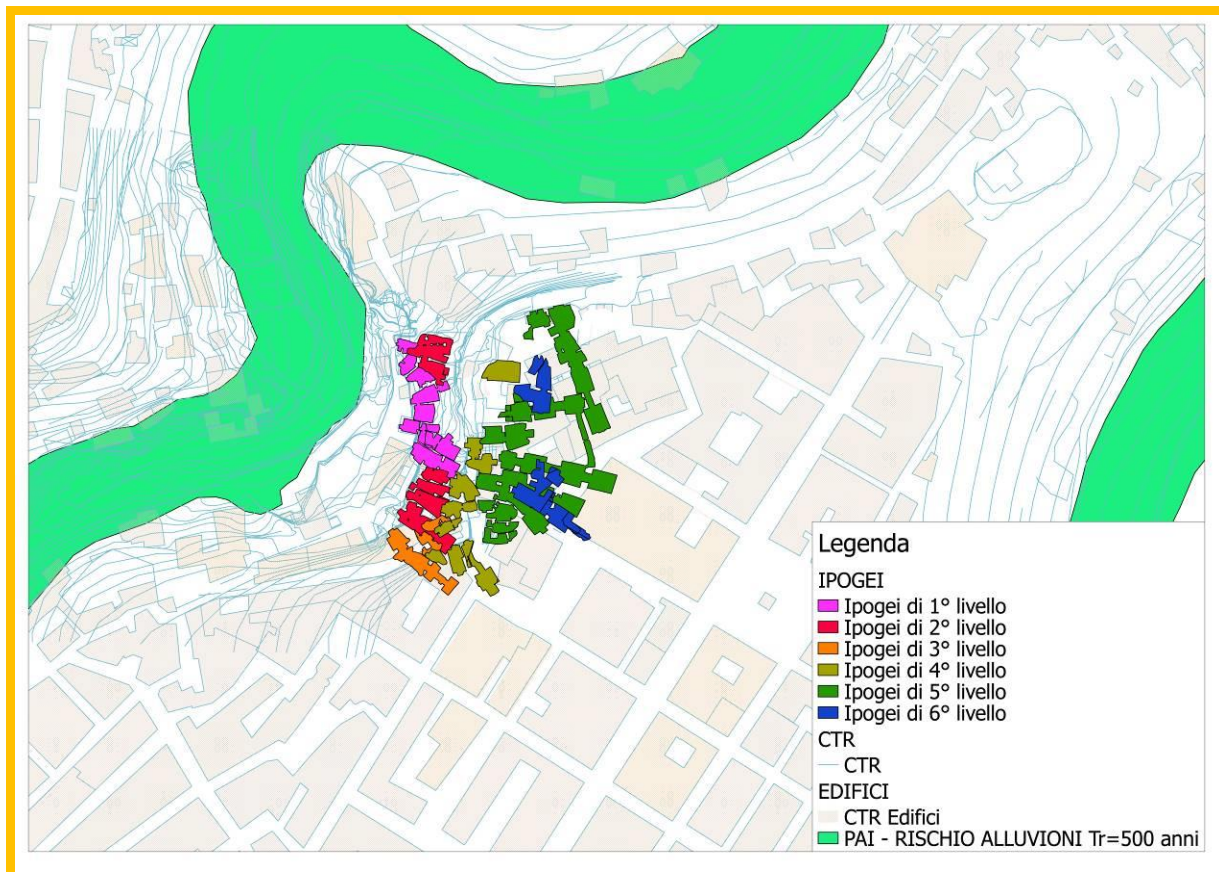 Legenda
IPOGEI
Ipogei di 1° livello
Ipogei di 2° livello
Ipogei di 3° livello
Ipogei di 4° livello
Ipogei di 5° livello
Ipogei di 6° livello
CTR
CTR
EDIFICI
CTR Edifici
PAI - RISCHIO ALLUVIONI Tr=500 anni